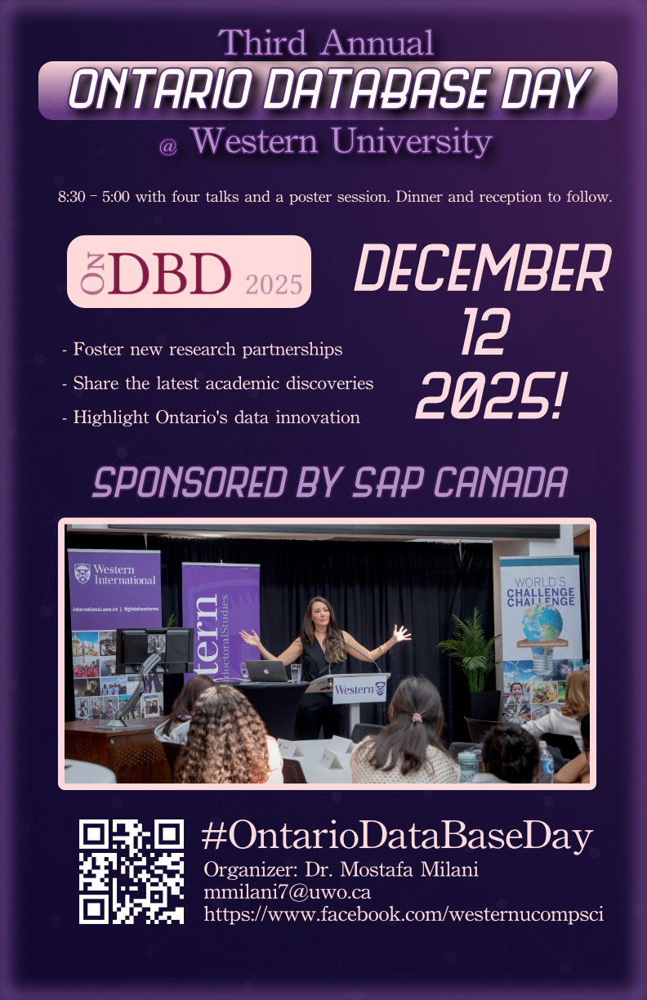 Third Annual
ONTARIO DATABASE DAY
@ Western University
8:30 - 5:00 with four talks and a poster session. Dinner and reception to follow.
ON DBD 2025
DECEMBER
12
2025!
- Foster new research partnerships
- Share the latest academic discoveries
- Highlight Ontario's data innovation
SPONSORED BY SAP CANADA
Western
International
international.uwo.ca | #globalwesternu
tern
doctoralStudies
WORLD'S
CHALLENGE
CHALLENGE
Western
#OntarioDataBaseDay
Organizer: Dr. Mostafa Milani
mmilani7@uwo.ca
https://www.facebook.com/westernucompsci